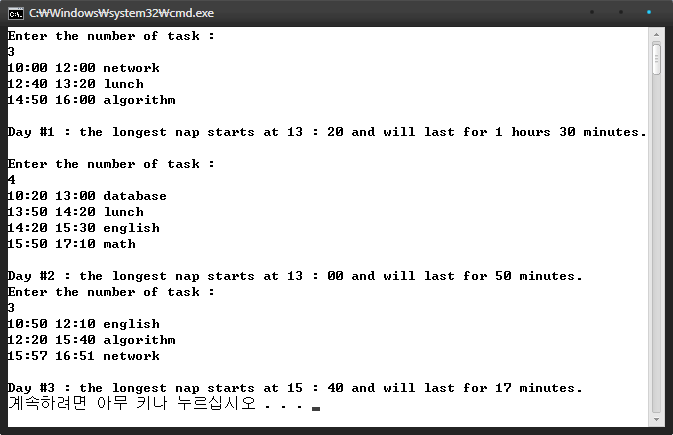 C:₩Windows₩system32₩cmd.exe
Enter the number of task :
3
10:00 12:00 network
12:40 13:20 lunch
14:50 16:00 algorithm
Day #1 : the longest nap starts at 13 : 20 and will last for 1 hours 30 minutes.
Enter the number of task :
4
10:20 13:00 database
13:50 14:20 lunch
14:20 15:30 english
15:50 17:10 math
Day #2 : the longest nap starts at 13 : 00 and will last for 50 minutes.
Enter the number of task :
3
10:50 12:10 english
12:20 15:40 algorithm
15:57 16:51 network
Day #3 : the longest nap starts at 15 : 40 and will last for 17 minutes.
계속하려면 아무 키나 누르십시오 . . .